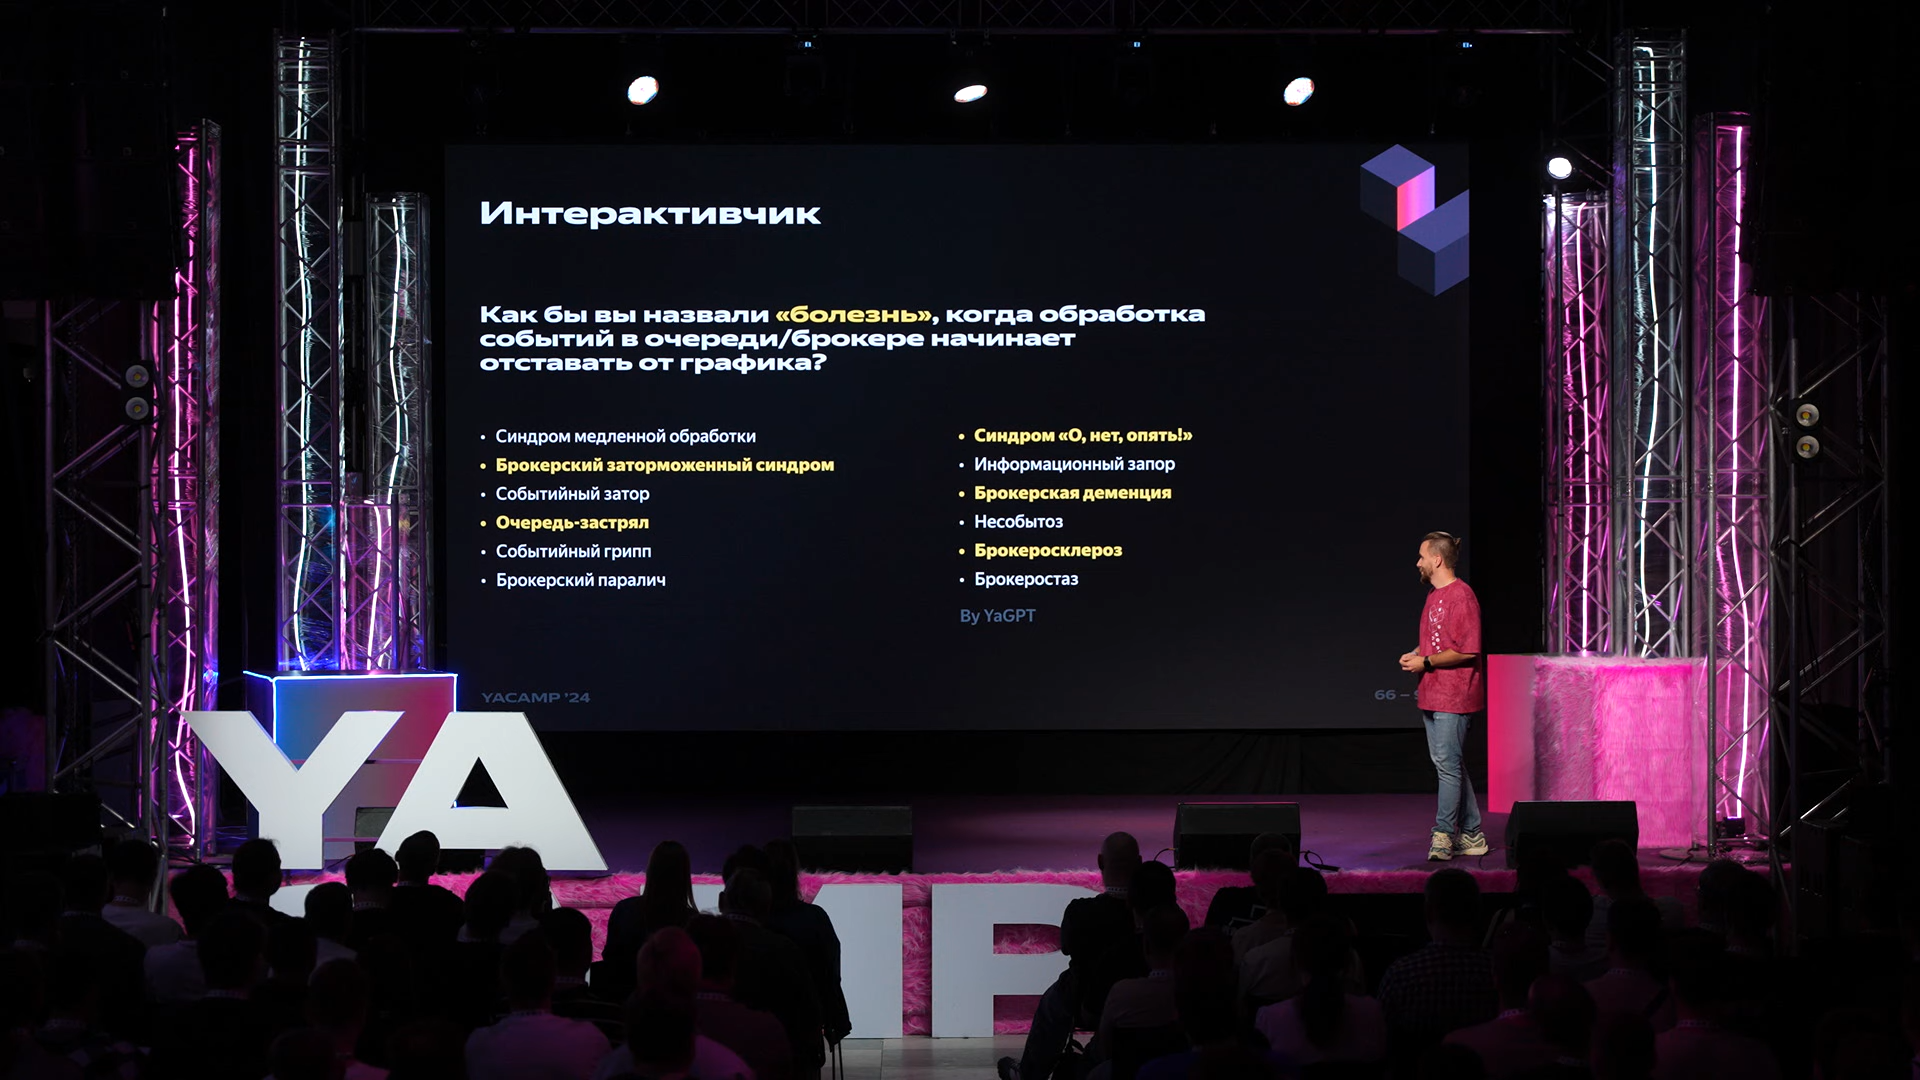 Интерактивчик
Как бы вы назвали «болезнь», когда обработка
событий в очереди/брокере начинает
отставать от графика?
• Синдром медленной обработки
• Брокерский заторможенный синдром
• Событийный затор
• Очередь-застрял
• Событийный грипп
• Брокерский паралич
• Синдром «О, нет, опять!»
• Информационный запор
• Брокерская деменция
• Несобытоз
• Брокеросклероз
• Брокеростаз
By YaGPT
YACAMP '24
66 –
YA
MP